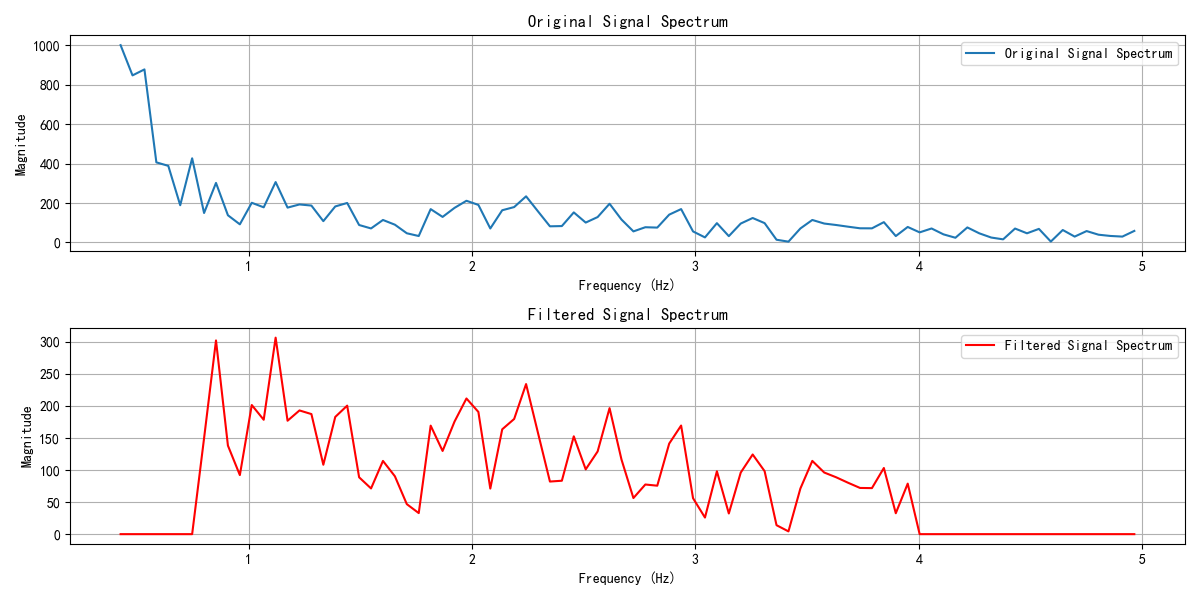 Original Signal Spectrum
Original Signal Spectrum
1000
800
600
400
200
0
Magnitude
1 2 3 4 5
Frequency (Hz)
Filtered Signal Spectrum
Filtered Signal Spectrum
300
250
200
150
100
50
0
Magnitude
1 2 3 4 5
Frequency (Hz)